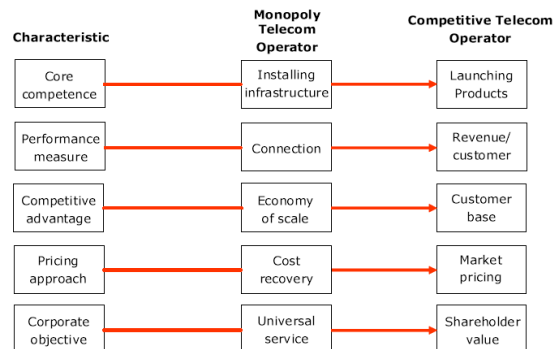 Characteristic
Monopoly
Telecom
Operator
Competitive Telecom
Operator
Core
competence
Installing
infrastructure
Launching
Products
Performance
measure
Connection
Revenue/
customer
Competitive
advantage
Economy
of scale
Customer
base
Pricing
approach
Cost
recovery
Market
pricing
Corporate
objective
Universal
service
Shareholder
value